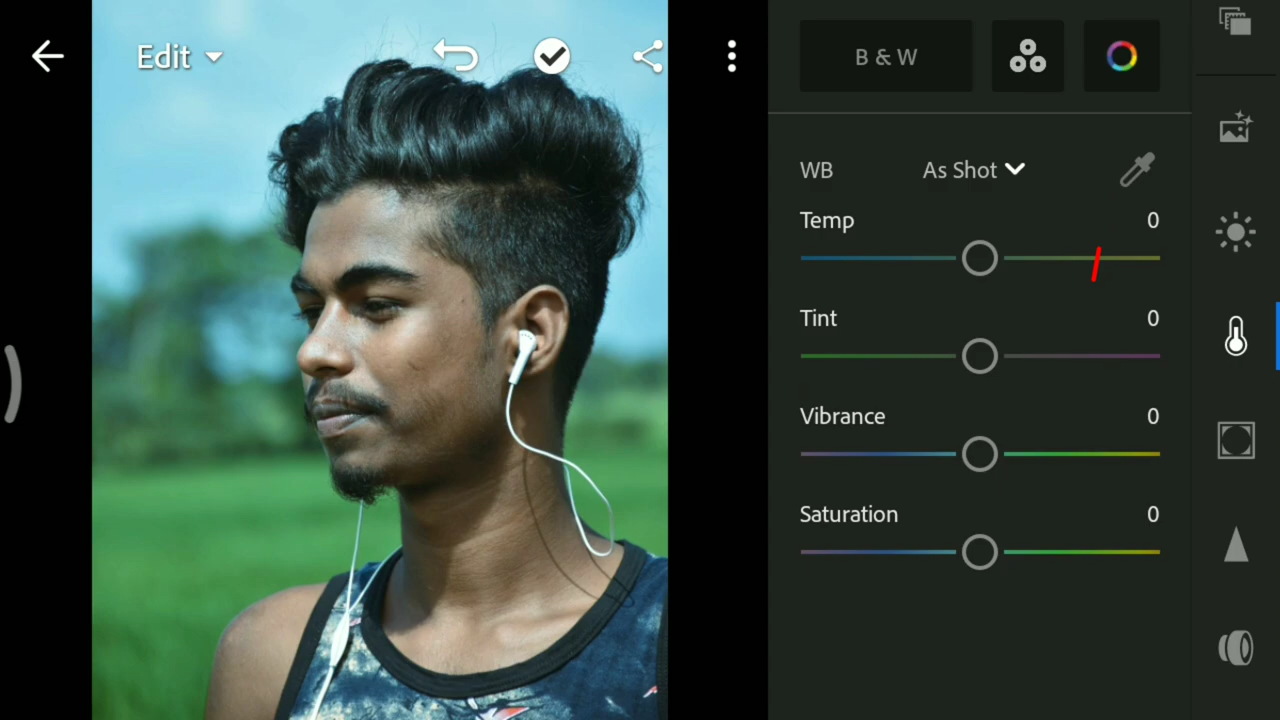 Edit
B & W
WB As Shot
Temp 0
Tint 0
Vibrance 0
Saturation 0